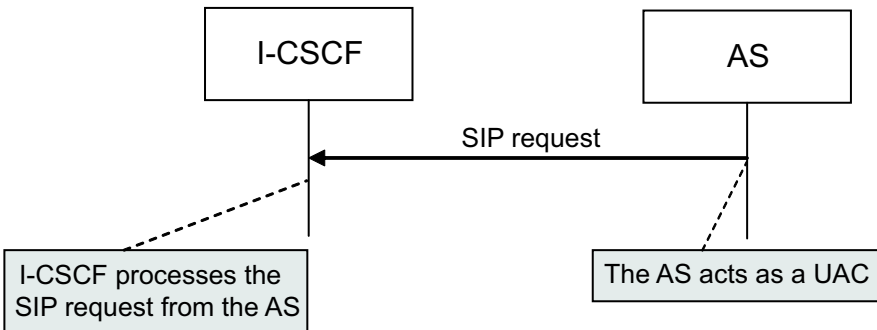 I-CSCF
AS
SIP request
I-CSCF processes the
SIP request from the AS
The AS acts as a UAC